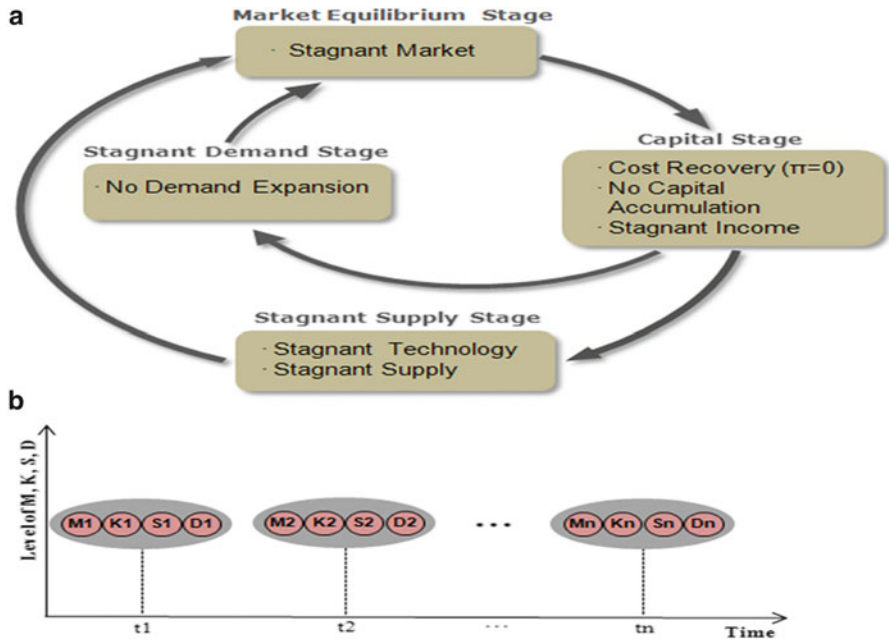 a
Market Equilibrium Stage
· Stagnant Market
Stagnant Demand Stage
· No Demand Expansion
Capital Stage
· Cost Recovery (π=0)
· No Capital
Accumulation
· Stagnant Income
Stagnant Supply Stage
· Stagnant Technology
· Stagnant Supply
b
Level of M, K, S, D
M1 K1 S1 D1
M2 K2 S2 D2
...
Mn Kn Sn Dn
t1 t2 ... tn Time